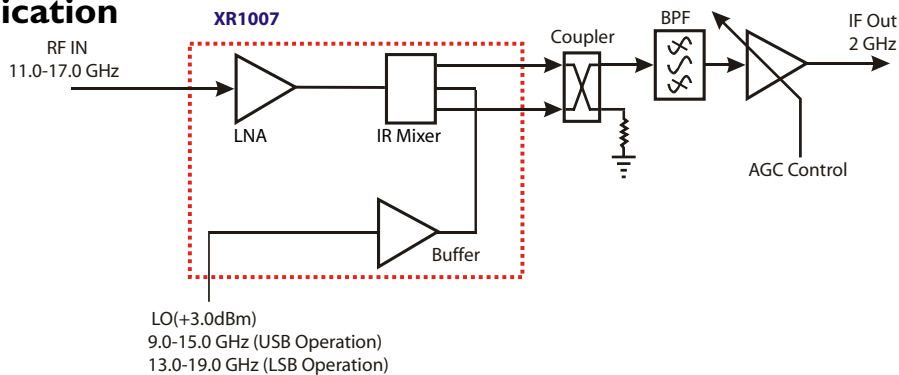 ication
XR1007
RF IN
11.0-17.0 GHz
LNA
IR Mixer
Coupler
BPF
IF Out
2 GHz
AGC Control
Buffer
LO(+3.0dBm)
9.0-15.0 GHz (USB Operation)
13.0-19.0 GHz (LSB Operation)